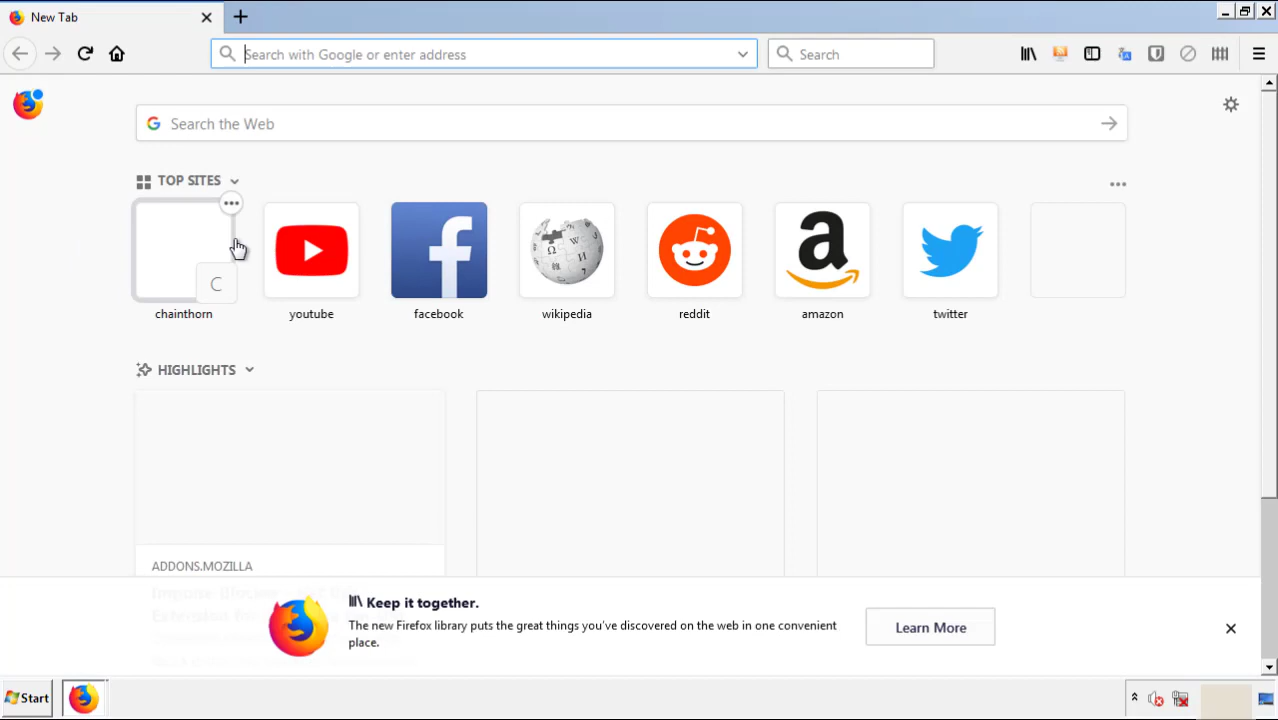 New Tab
Search with Google or enter address
Search
Search the Web
TOP SITES
C
chainthorn
youtube
facebook
wikipedia
reddit
amazon
twitter
HIGHLIGHTS
ADDONS.MOZILLA
Keep it together.
The new Firefox library puts the great things you've discovered on the web in one convenient
place.
Learn More
Start